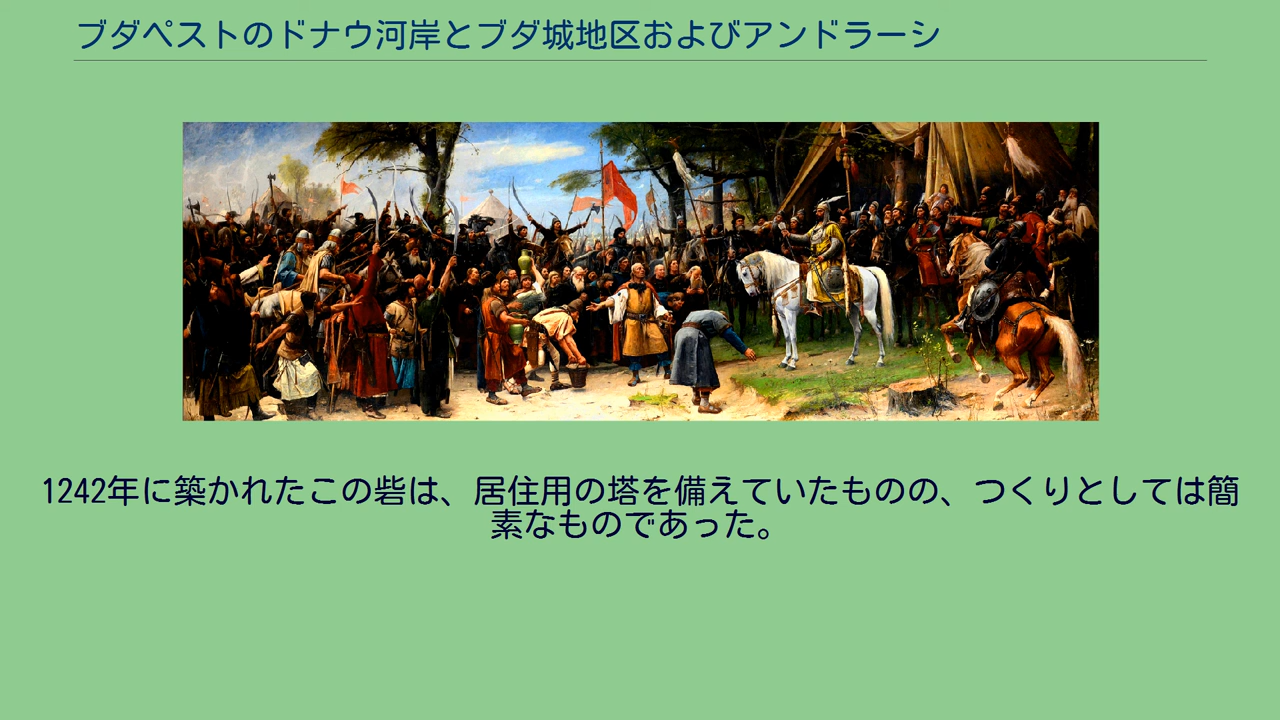 ブダペストのドナウ河岸とブダ城地区およびアンドラーシ
1242年に築かれたこの砦は、居住用の塔を備えていたものの、つくりとしては簡
素なものであった。